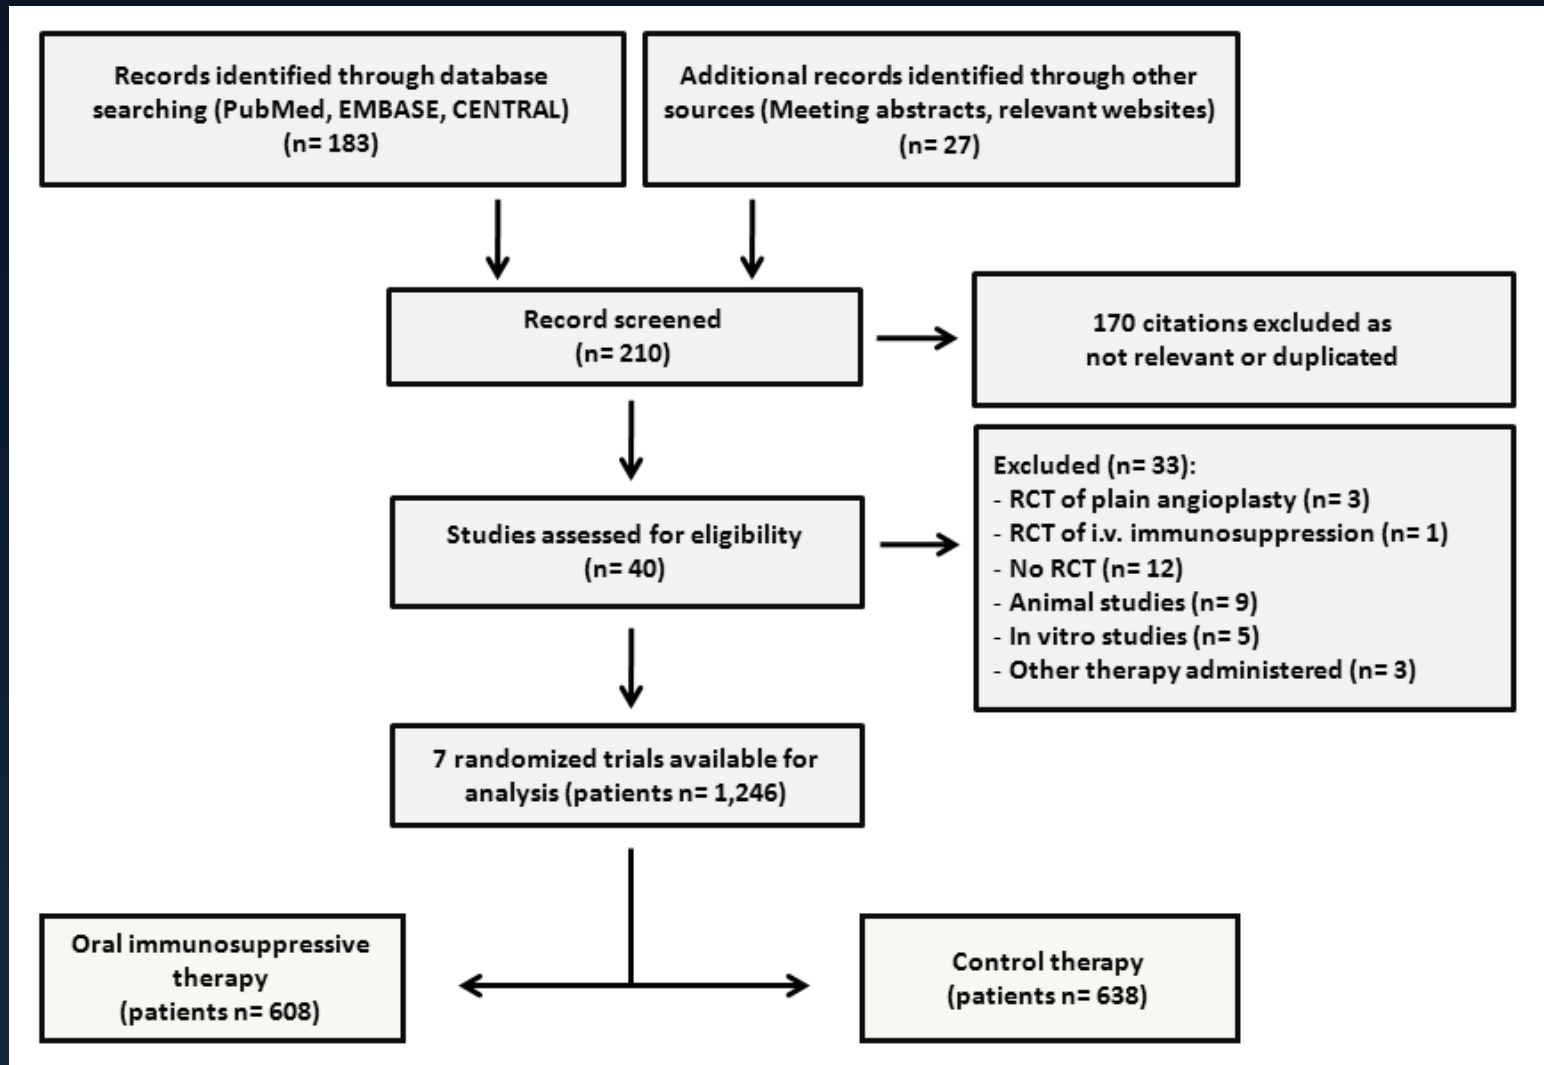 Records identified through database
searching (PubMed, EMBASE, CENTRAL)
(n= 183)
Additional records identified through other
sources (Meeting abstracts, relevant websites)
(n= 27)
Record screened
(n= 210)
170 citations excluded as
not relevant or duplicated
Studies assessed for eligibility
(n= 40)
Excluded (n= 33):
- RCT of plain angioplasty (n= 3)
- RCT of i.v. immunosuppression (n= 1)
- No RCT (n= 12)
- Animal studies (n= 9)
- In vitro studies (n= 5)
- Other therapy administered (n= 3)
7 randomized trials available for
analysis (patients n= 1,246)
Oral immunosuppressive
therapy
(patients n= 608)
Control therapy
(patients n= 638)